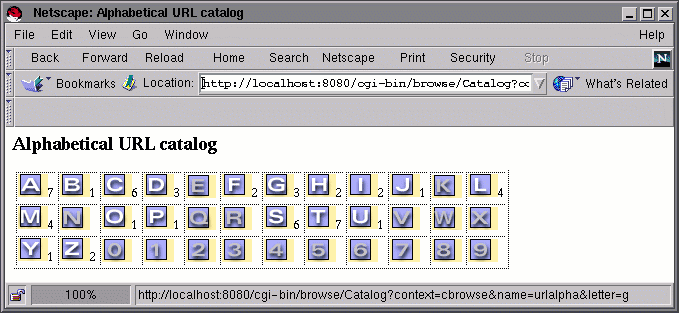 Netscape: Alphabetical URL catalog
File Edit View Go Window Help
Back Forward Reload Home Search Netscape Print Security Stop N
Bookmarks Location: http://localhost:8080/cgi-bin/browse/Catalog?co What's Related
Alphabetical URL catalog
A 7 B 1 C 6 D 3 E F 2 G 3 H 2 I 2 J 1 K L 4
M 4 N O 1 P 1 Q R S 6 T 7 U 1 V W X
Y 1 Z 2 0 1 2 3 4 5 6 7 8 9
100% http://localhost:8080/cgi-bin/browse/Catalog?context=cbrowse&name=urlalpha&letter=g